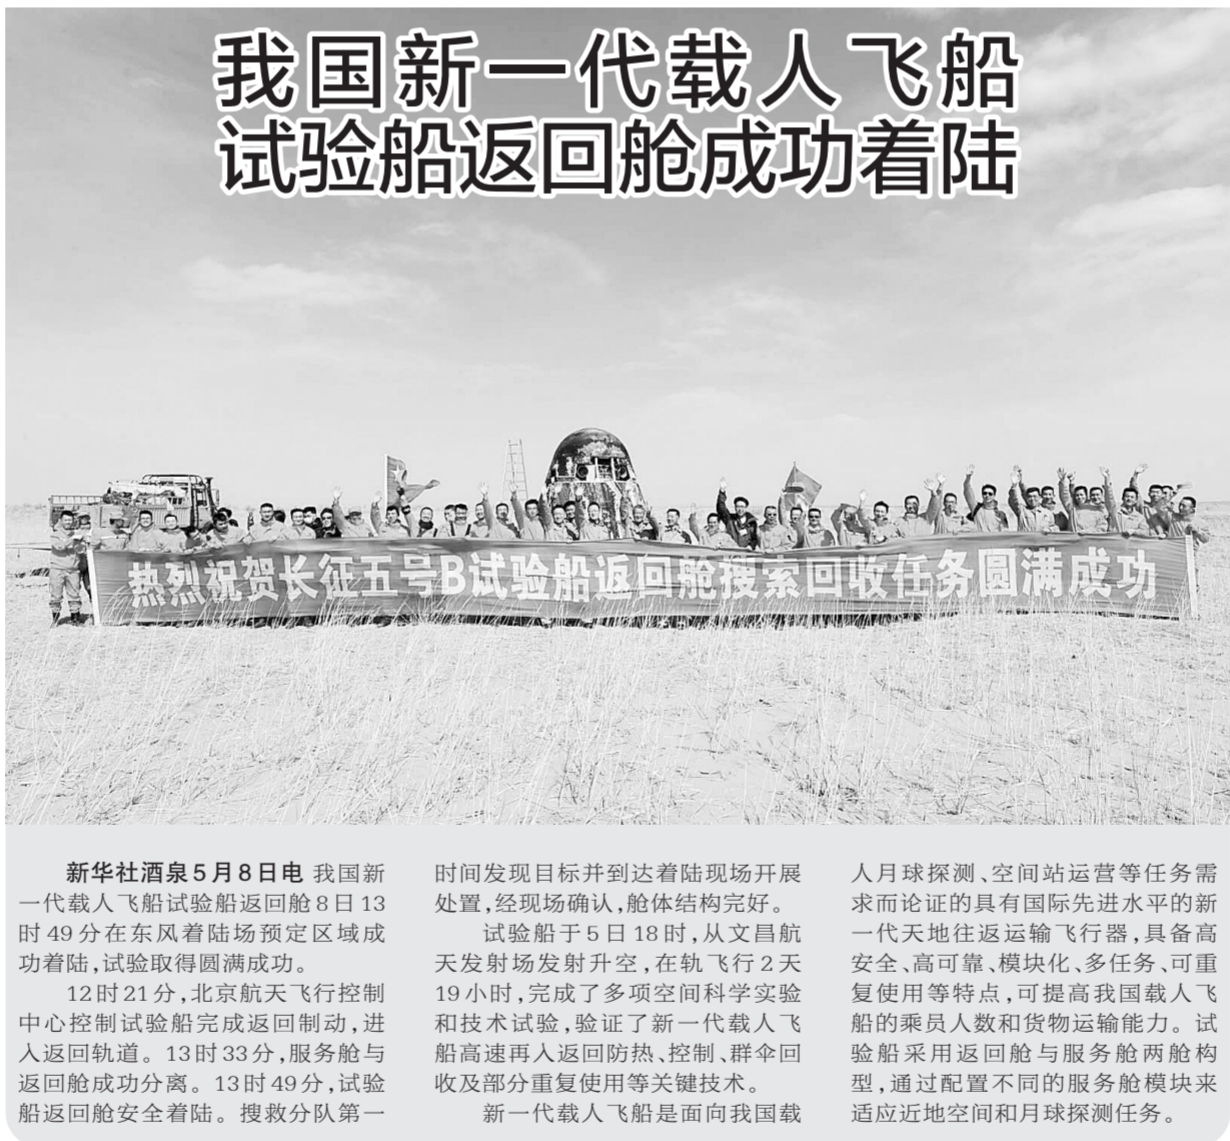 我国新一代载人飞船
试验船返回舱成功着陆
热烈祝贺长征五号B试验船返回舱搜索回收任务圆满成功
新华社酒泉5月8日电 我国新
一代载人飞船试验船返回舱8日13
时49分在东风着陆场预定区域成
功着陆,试验取得圆满成功。
12时21分,北京航天飞行控制
中心控制试验船完成返回制动,进
入返回轨道。13时33分,服务舱与
返回舱成功分离。13时49分,试验
船返回舱安全着陆。搜救分队第一
时间发现目标并到达着陆现场开展
处置,经现场确认,舱体结构完好。
试验船于5日18时,从文昌航
天发射场发射升空,在轨飞行2天
19小时,完成了多项空间科学实验
和技术试验,验证了新一代载人飞
船高速再入返回防热、控制、群伞回
收及部分重复使用等关键技术。
新一代载人飞船是面向我国载
人月球探测、空间站运营等任务需
求而论证的具有国际先进水平的新
一代天地往返运输飞行器,具备高
安全、高可靠、模块化、多任务、可重
复使用等特点,可提高我国载人飞
船的乘员人数和货物运输能力。试
验船采用返回舱与服务舱两舱构
型,通过配置不同的服务舱模块来
适应近地空间和月球探测任务。